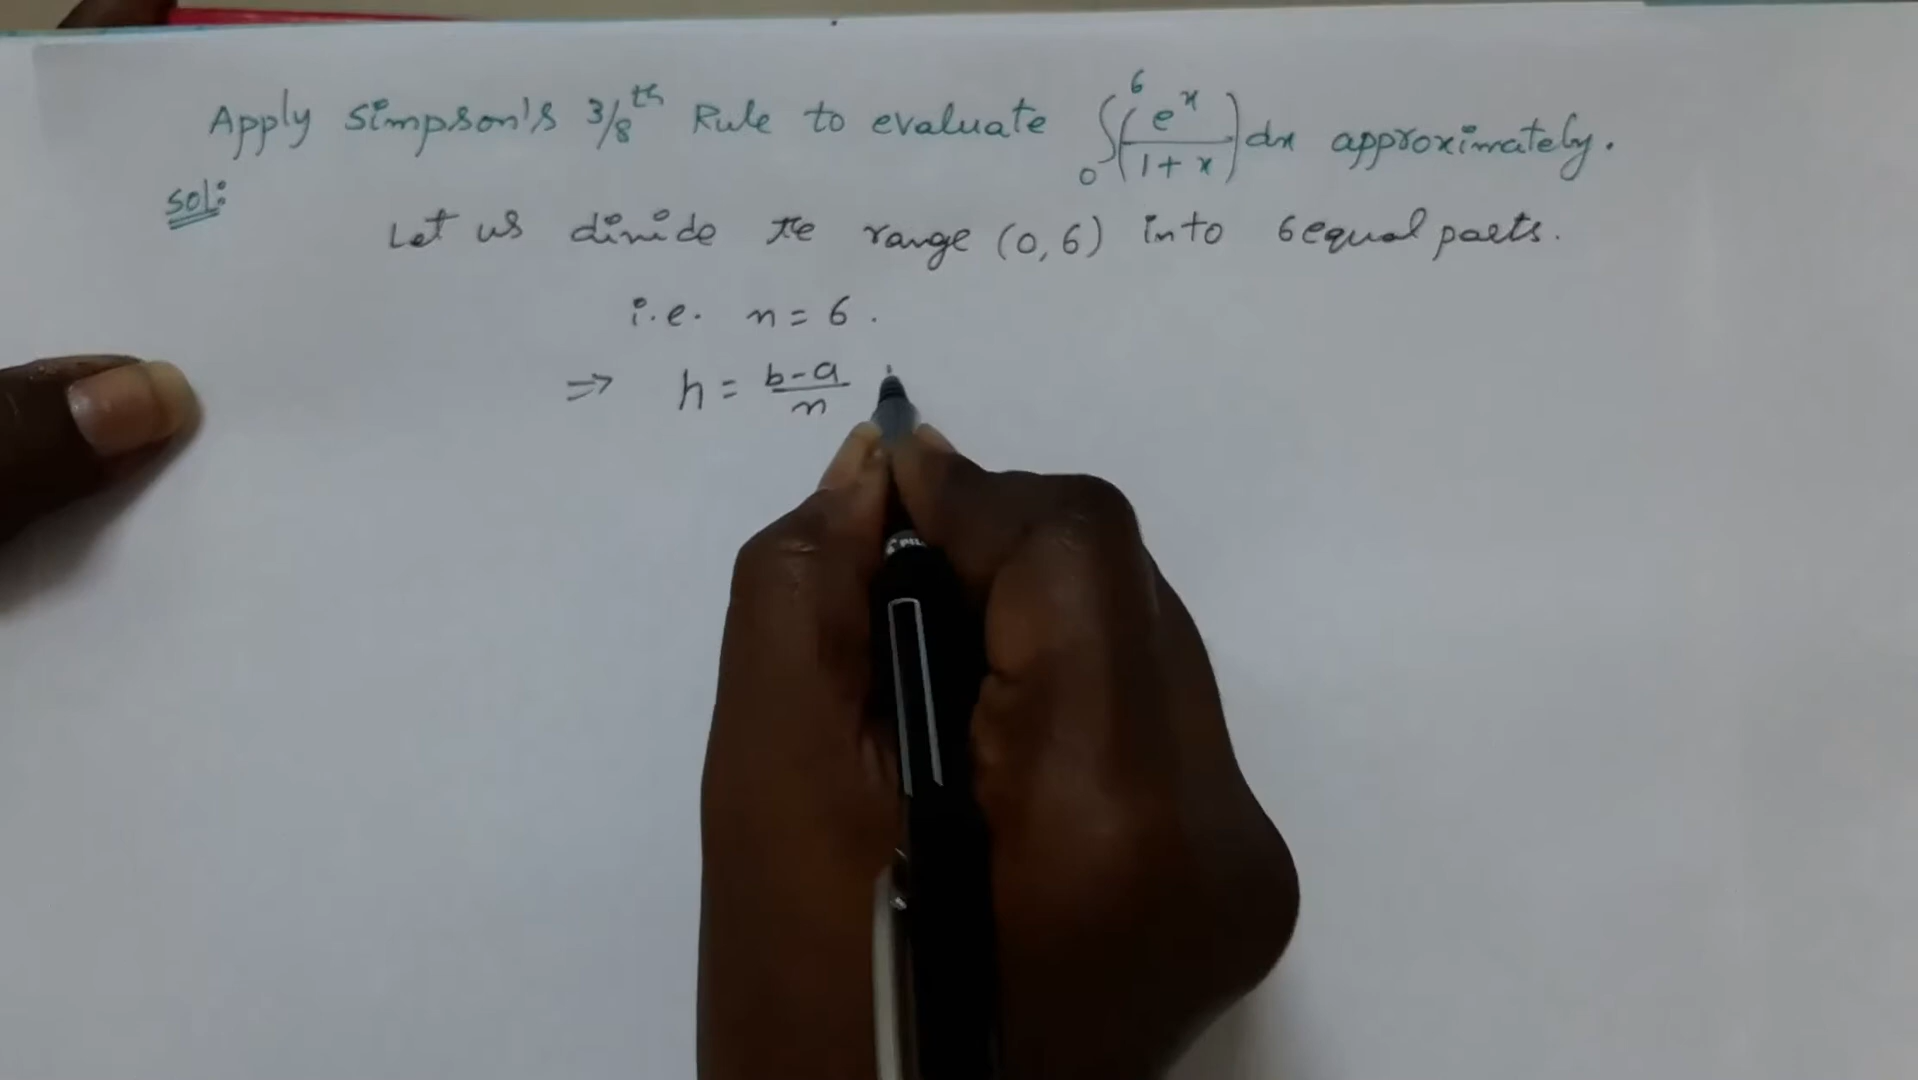 Apply Simpson's 3/8th Rule to evaluate ∫₀⁶ (e^x/(1+x)) dx approximately.
Sol:
Let us divide the range (0,6) into 6 equal parts.
i.e. n = 6.
⇒ h = (b-a)/n